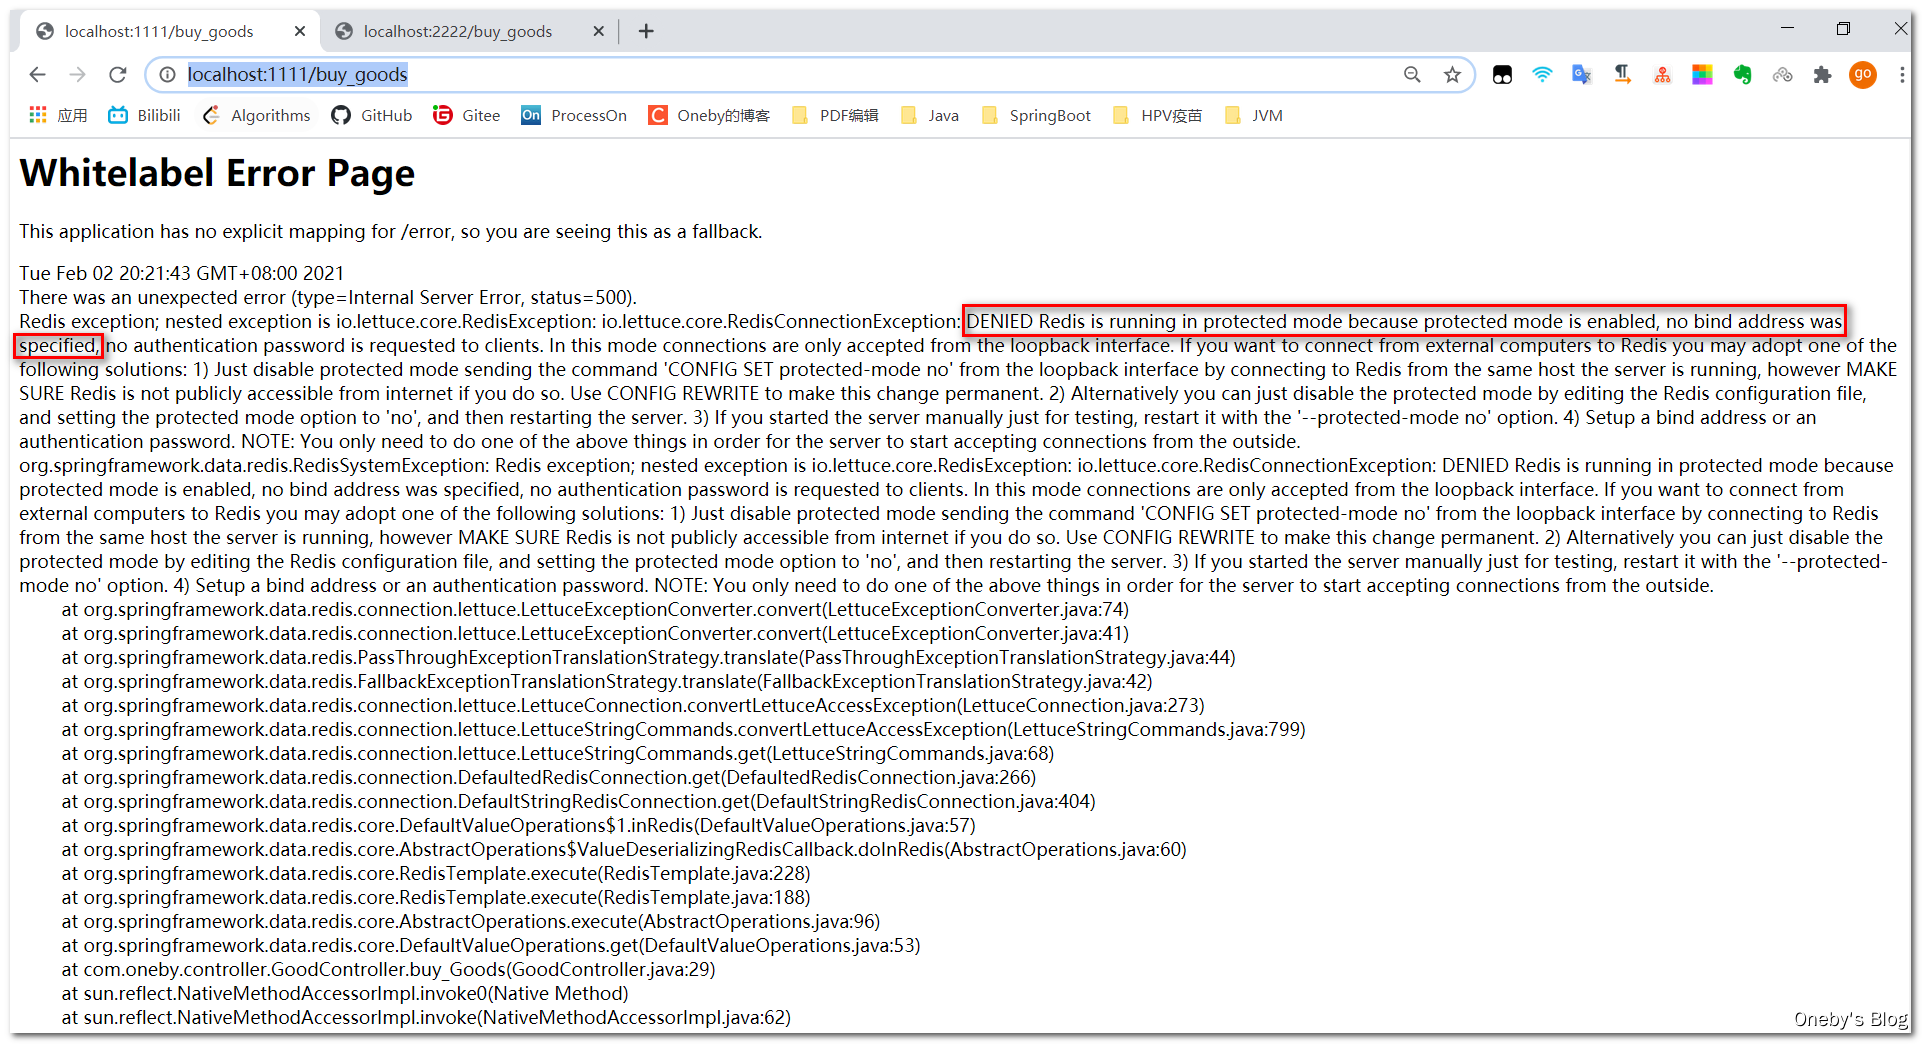 localhost:1111/buy_goods
localhost:2222/buy_goods
localhost:1111/buy_goods
go
应用
Bilibili
Algorithms
GitHub
Gitee
On
ProcessOn
C
Oneby的博客
PDF编辑
Java
SpringBoot
HPV疫苗
JVM
Whitelabel Error Page
This application has no explicit mapping for /error, so you are seeing this as a fallback.
Tue Feb 02 20:21:43 GMT+08:00 2021
There was an unexpected error (type=Internal Server Error, status=500).
Redis exception; nested exception is io.lettuce.core.RedisException: io.lettuce.core.RedisConnectionException: DENIED Redis is running in protected mode because protected mode is enabled, no bind address was
specified, no authentication password is requested to clients. In this mode connections are only accepted from the loopback interface. If you want to connect from external computers to Redis you may adopt one of the
following solutions: 1) Just disable protected mode sending the command 'CONFIG SET protected-mode no' from the loopback interface by connecting to Redis from the same host the server is running, however MAKE
SURE Redis is not publicly accessible from internet if you do so. Use CONFIG REWRITE to make this change permanent. 2) Alternatively you can just disable the protected mode by editing the Redis configuration file,
and setting the protected mode option to 'no', and then restarting the server. 3) If you started the server manually just for testing, restart it with the '--protected-mode no' option. 4) Setup a bind address or an
authentication password. NOTE: You only need to do one of the above things in order for the server to start accepting connections from the outside.
org.springframework.data.redis.RedisSystemException: Redis exception; nested exception is io.lettuce.core.RedisException: io.lettuce.core.RedisConnectionException: DENIED Redis is running in protected mode because
protected mode is enabled, no bind address was specified, no authentication password is requested to clients. In this mode connections are only accepted from the loopback interface. If you want to connect from
external computers to Redis you may adopt one of the following solutions: 1) Just disable protected mode sending the command 'CONFIG SET protected-mode no' from the loopback interface by connecting to Redis
from the same host the server is running, however MAKE SURE Redis is not publicly accessible from internet if you do so. Use CONFIG REWRITE to make this change permanent. 2) Alternatively you can just disable the
protected mode by editing the Redis configuration file, and setting the protected mode option to 'no', and then restarting the server. 3) If you started the server manually just for testing, restart it with the '--protected-
mode no' option. 4) Setup a bind address or an authentication password. NOTE: You only need to do one of the above things in order for the server to start accepting connections from the outside.
at org.springframework.data.redis.connection.lettuce.LettuceExceptionConverter.convert(LettuceExceptionConverter.java:74)
at org.springframework.data.redis.connection.lettuce.LettuceExceptionConverter.convert(LettuceExceptionConverter.java:41)
at org.springframework.data.redis.PassThroughExceptionTranslationStrategy.translate(PassThroughExceptionTranslationStrategy.java:44)
at org.springframework.data.redis.FallbackExceptionTranslationStrategy.translate(FallbackExceptionTranslationStrategy.java:42)
at org.springframework.data.redis.connection.lettuce.LettuceConnection.convertLettuceAccessException(LettuceConnection.java:273)
at org.springframework.data.redis.connection.lettuce.LettuceStringCommands.convertLettuceAccessException(LettuceStringCommands.java:799)
at org.springframework.data.redis.connection.lettuce.LettuceStringCommands.get(LettuceStringCommands.java:68)
at org.springframework.data.redis.connection.DefaultedRedisConnection.get(DefaultedRedisConnection.java:266)
at org.springframework.data.redis.connection.DefaultStringRedisConnection.get(DefaultStringRedisConnection.java:404)
at org.springframework.data.redis.core.DefaultValueOperations$1.inRedis(DefaultValueOperations.java:57)
at org.springframework.data.redis.core.AbstractOperations$ValueDeserializingRedisCallback.doInRedis(AbstractOperations.java:60)
at org.springframework.data.redis.core.RedisTemplate.execute(RedisTemplate.java:228)
at org.springframework.data.redis.core.RedisTemplate.execute(RedisTemplate.java:188)
at org.springframework.data.redis.core.AbstractOperations.execute(AbstractOperations.java:96)
at org.springframework.data.redis.core.DefaultValueOperations.get(DefaultValueOperations.java:53)
at com.oneby.controller.GoodController.buy_Goods(GoodController.java:29)
at sun.reflect.NativeMethodAccessorImpl.invoke0(Native Method)
at sun.reflect.NativeMethodAccessorImpl.invoke(NativeMethodAccessorImpl.java:62)
Oneby's Blog